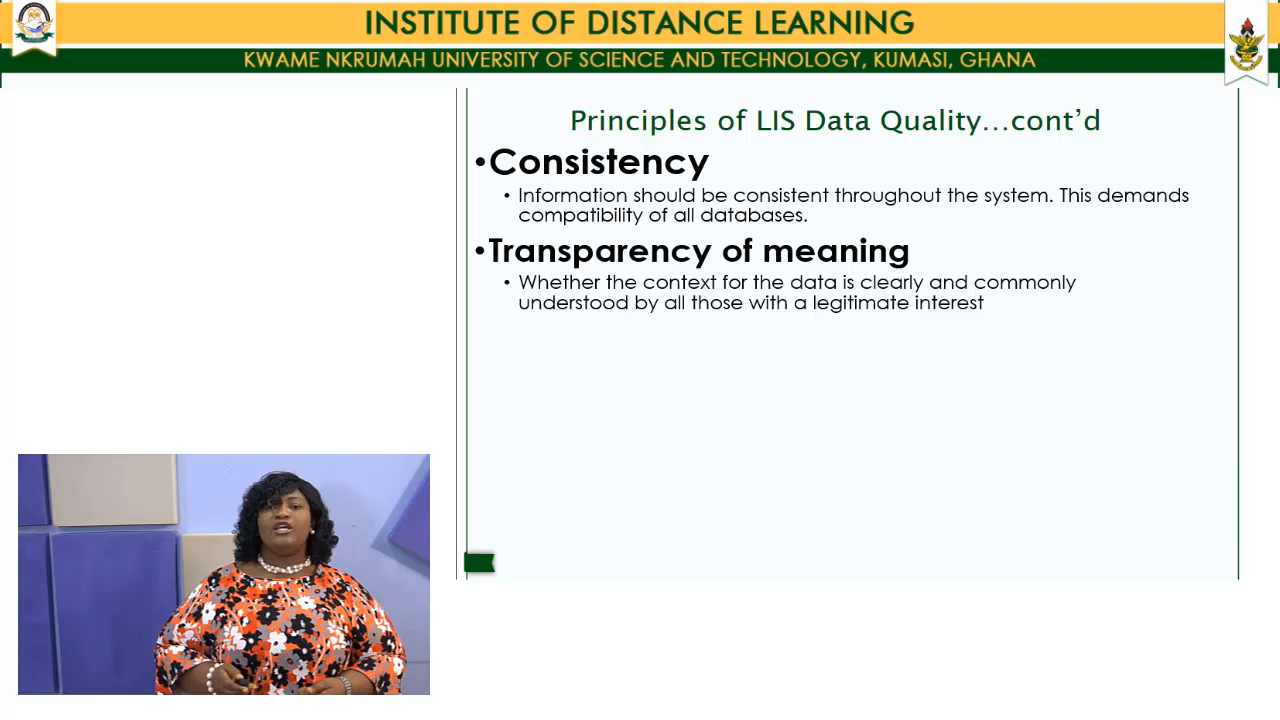 INSTITUTE OF DISTANCE LEARNING
KWAME NKRUMAH UNIVERSITY OF SCIENCE AND TECHNOLOGY, KUMASI, GHANA
Principles of LIS Data Quality...cont'd
•Consistency
• Information should be consistent throughout the system. This demands
compatibility of all databases.
•Transparency of meaning
• Whether the context for the data is clearly and commonly
understood by all those with a legitimate interest